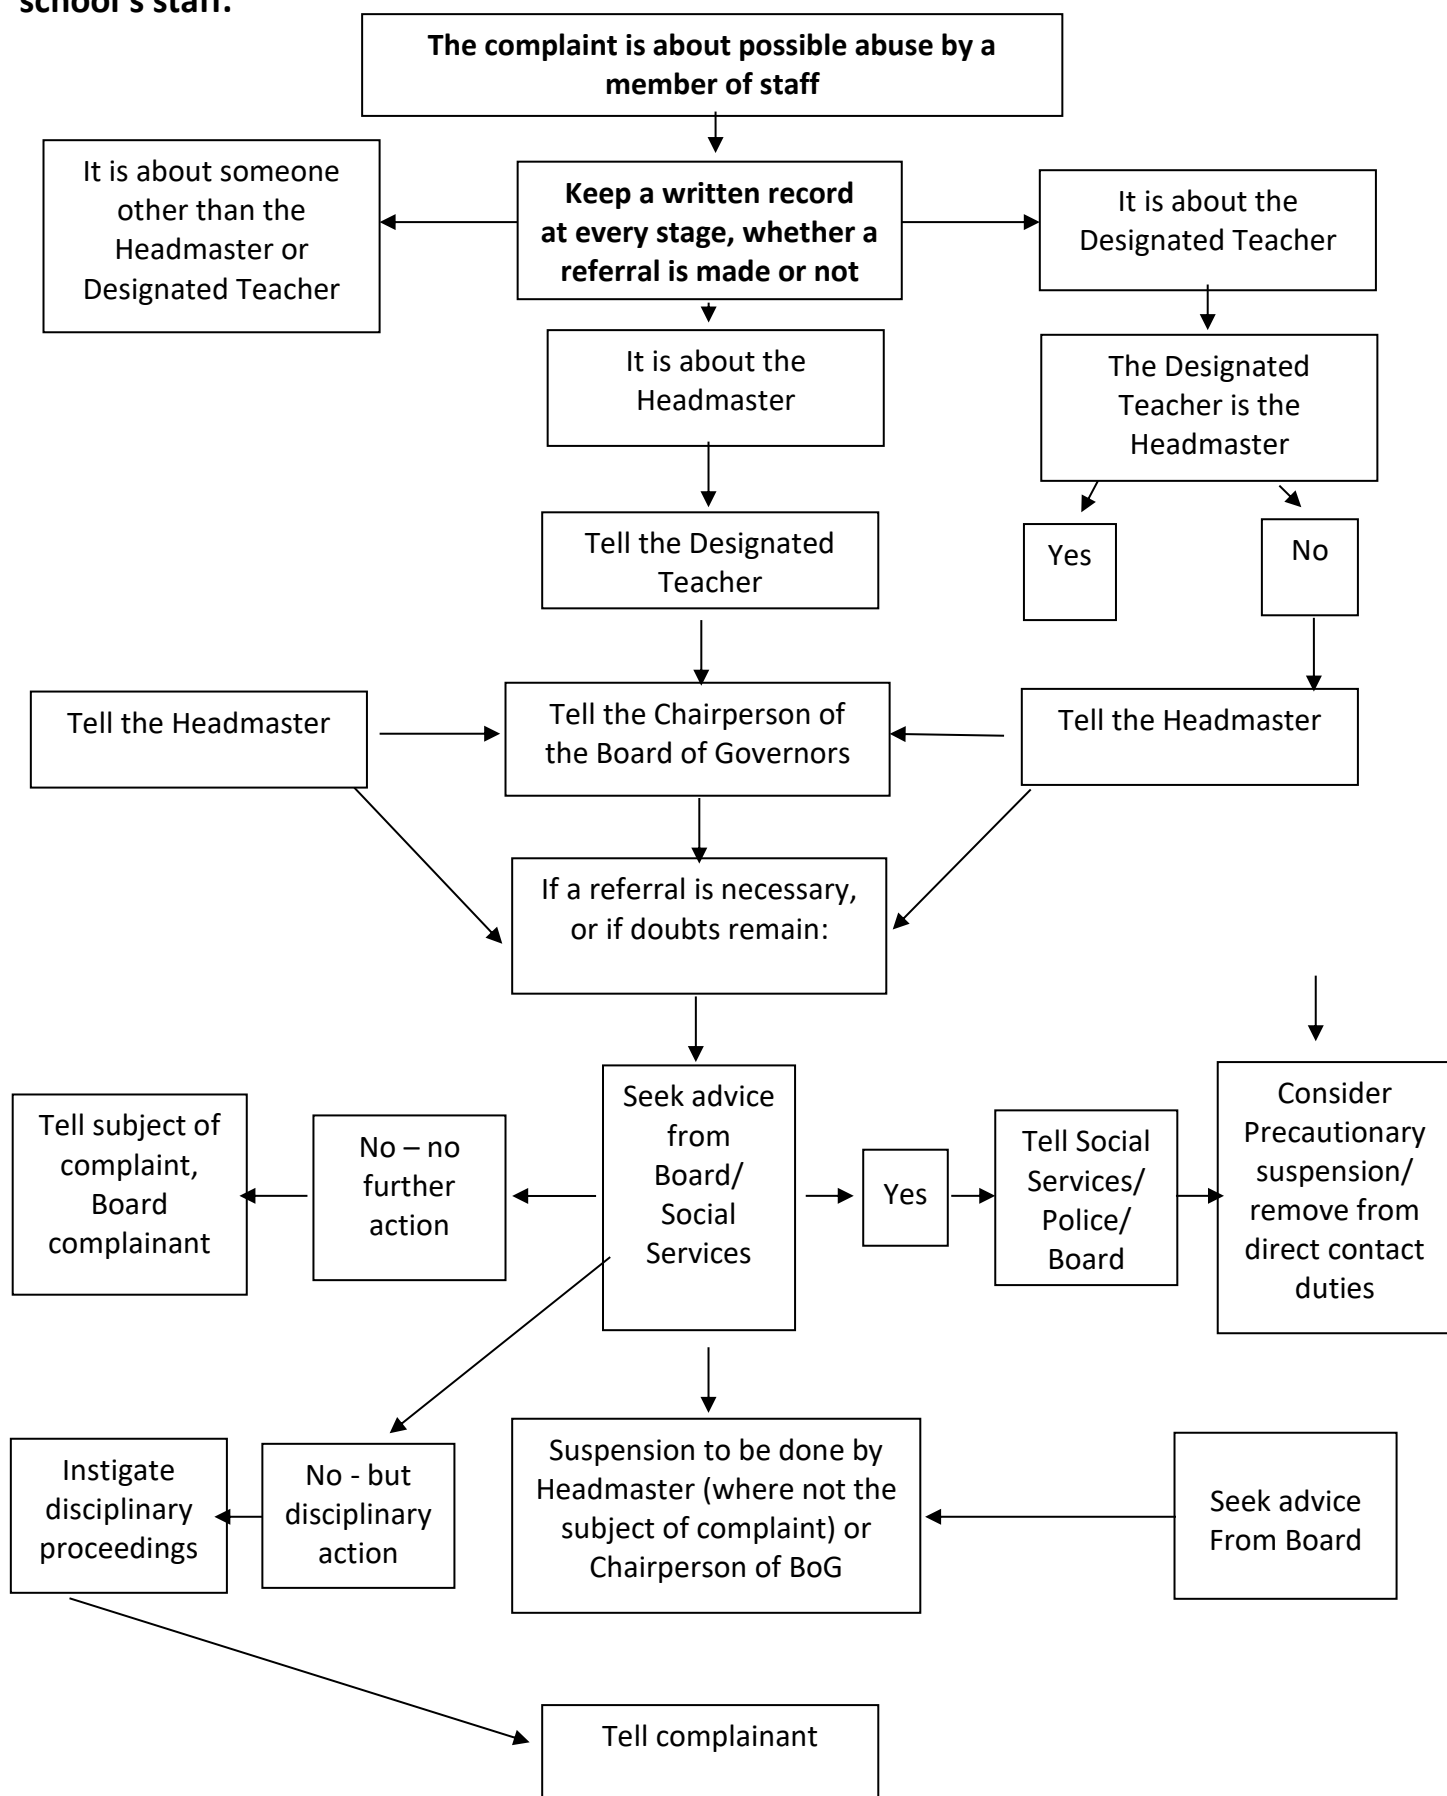 school's staff.
The complaint is about possible abuse by a
member of staff
It is about someone
other than the
Headmaster or
Designated Teacher
Keep a written record
at every stage, whether a
referral is made or not
It is about the
Designated Teacher
It is about the
Headmaster
The Designated
Teacher is the
Headmaster
Tell the Designated
Teacher
Yes
No
Tell the Headmaster
Tell the Chairperson of
the Board of Governors
Tell the Headmaster
If a referral is necessary,
or if doubts remain:
Tell subject of
complaint,
Board
complainant
No – no
further
action
Seek advice
from
Board/
Social
Services
Yes
Tell Social
Services/
Police/
Board
Consider
Precautionary
suspension/
remove from
direct contact
duties
Instigate
disciplinary
proceedings
No - but
disciplinary
action
Suspension to be done by
Headmaster (where not the
subject of complaint) or
Chairperson of BoG
Seek advice
From Board
Tell complainant